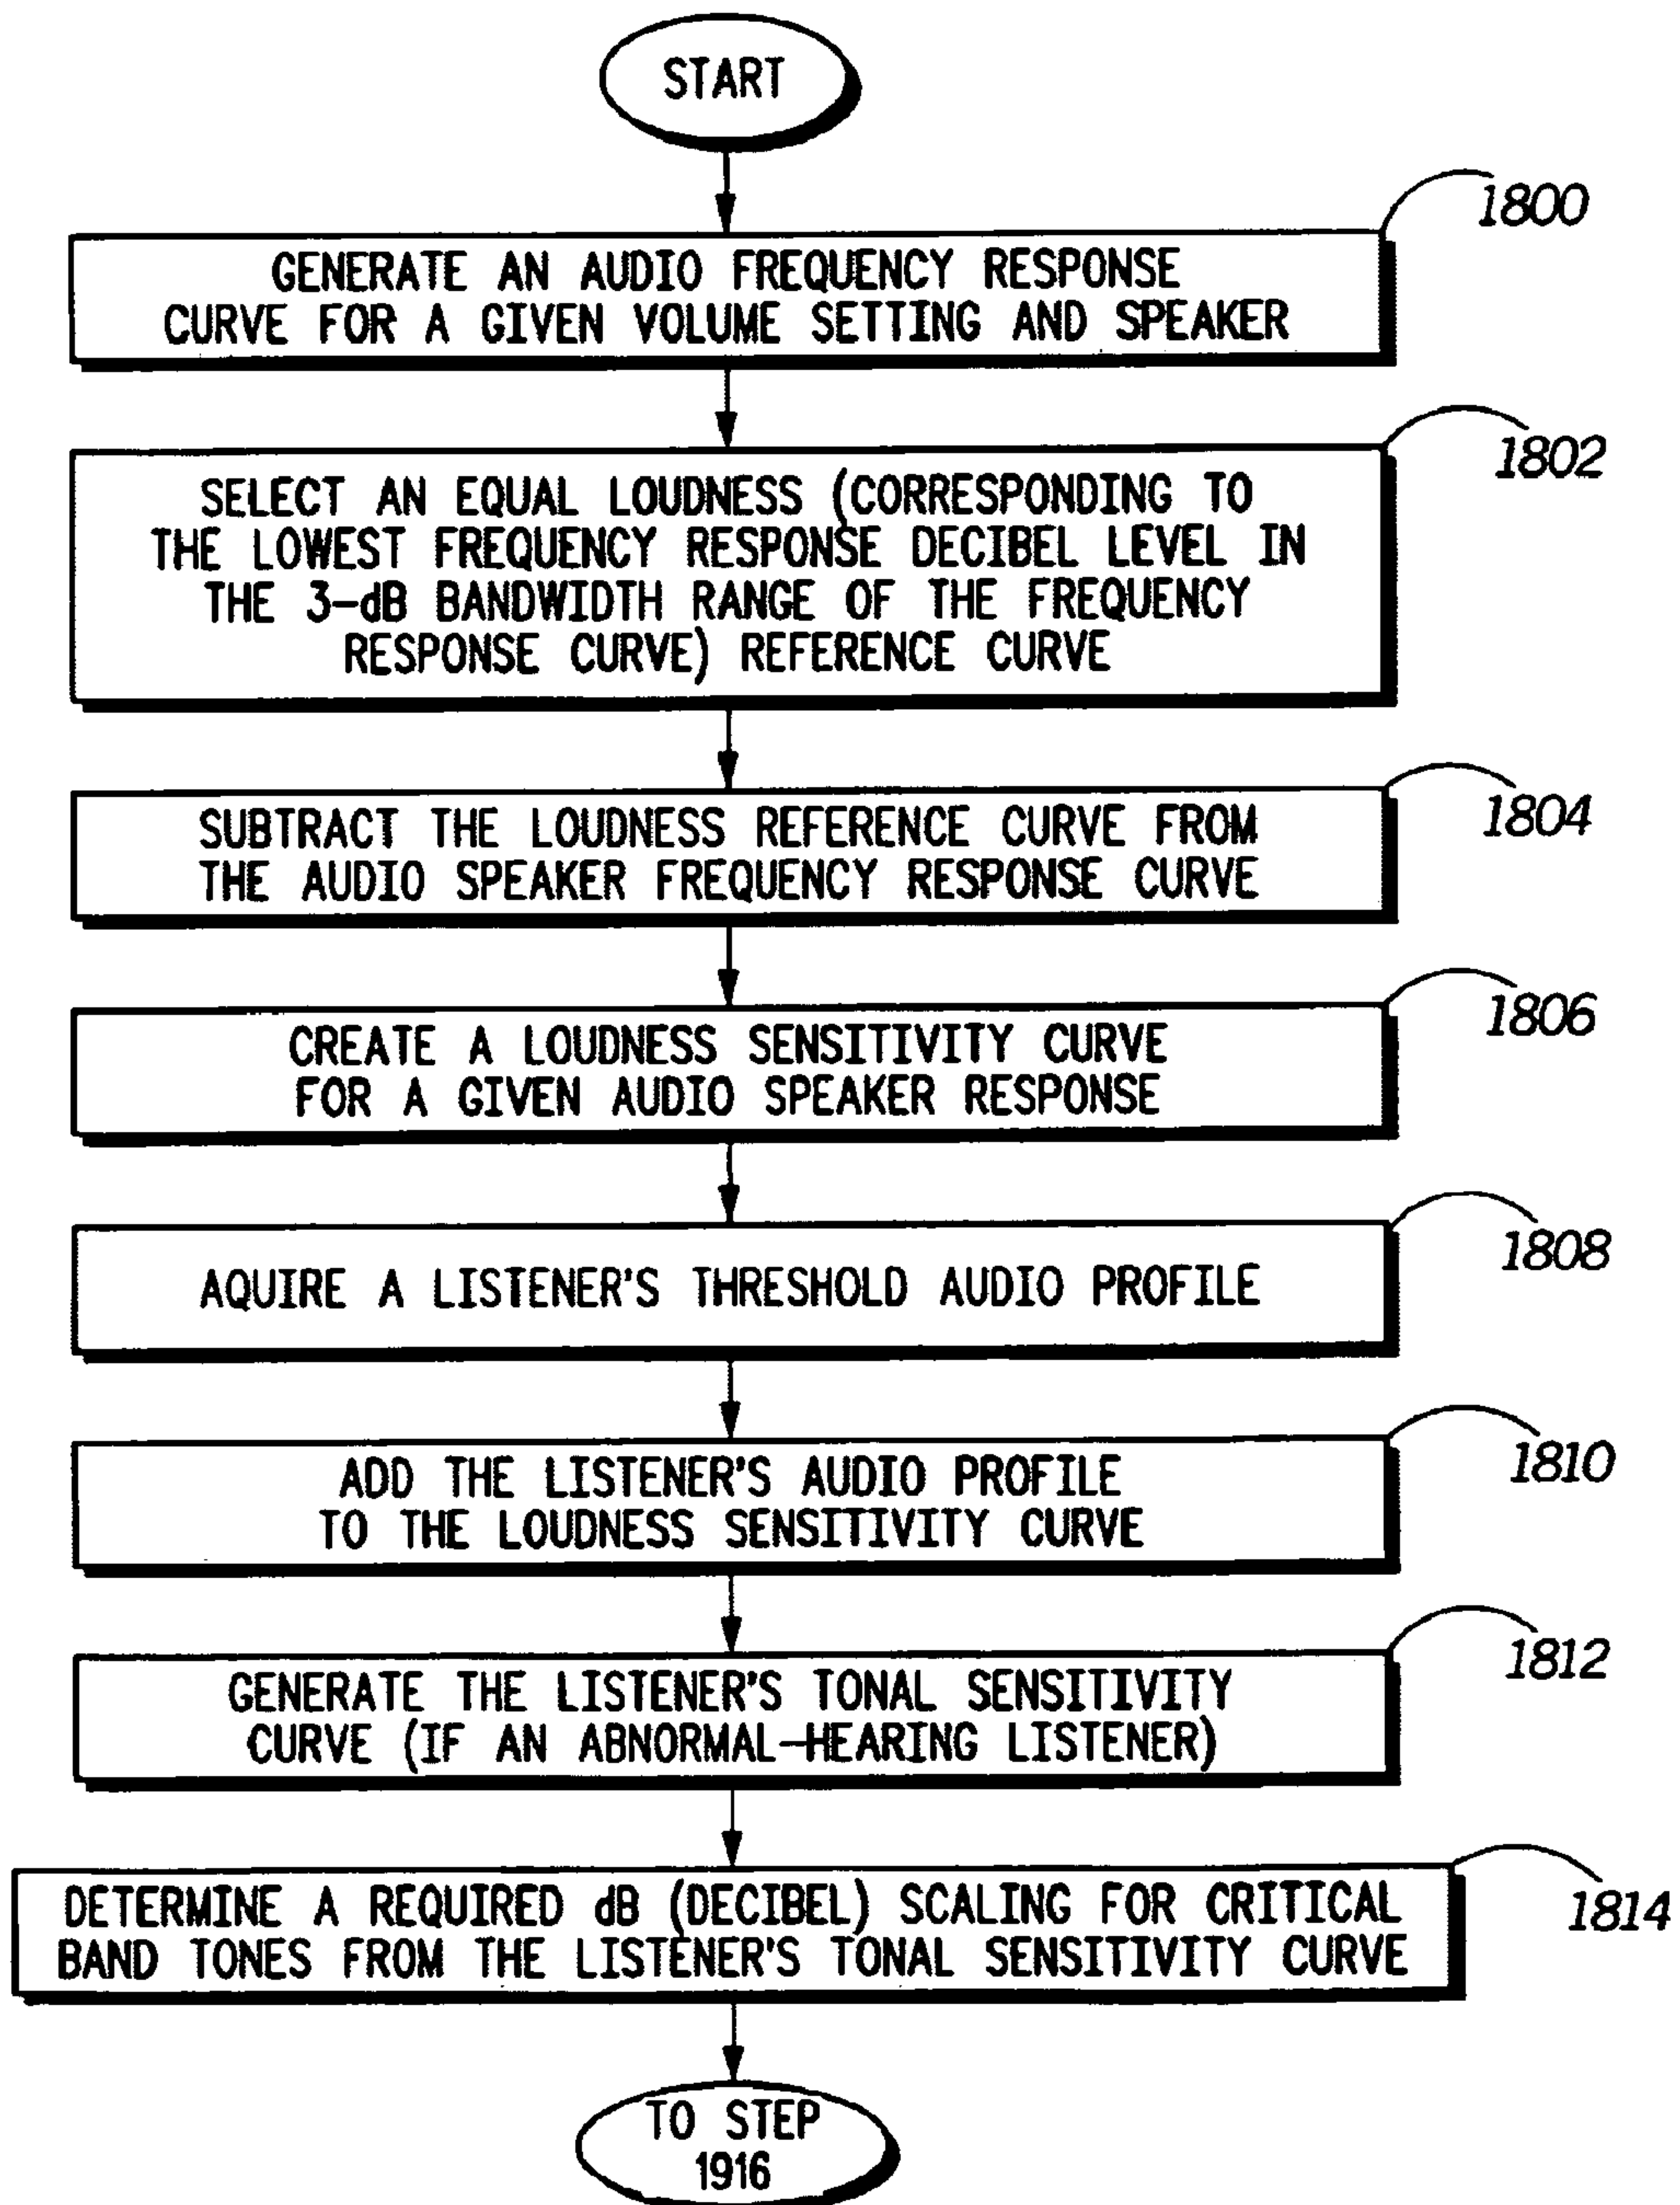 START
1800
GENERATE AN AUDIO FREQUENCY RESPONSE
CURVE FOR A GIVEN VOLUME SETTING AND SPEAKER
1802
SELECT AN EQUAL LOUDNESS (CORRESPONDING TO
THE LOWEST FREQUENCY RESPONSE DECIBEL LEVEL IN
THE 3-dB BANDWIDTH RANGE OF THE FREQUENCY
RESPONSE CURVE) REFERENCE CURVE
1804
SUBTRACT THE LOUDNESS REFERENCE CURVE FROM
THE AUDIO SPEAKER FREQUENCY RESPONSE CURVE
1806
CREATE A LOUDNESS SENSITIVITY CURVE
FOR A GIVEN AUDIO SPEAKER RESPONSE
1808
AQUIRE A LISTENER'S THRESHOLD AUDIO PROFILE
1810
ADD THE LISTENER'S AUDIO PROFILE
TO THE LOUDNESS SENSITIVITY CURVE
1812
GENERATE THE LISTENER'S TONAL SENSITIVITY
CURVE (IF AN ABNORMAL-HEARING LISTENER)
1814
DETERMINE A REQUIRED dB (DECIBEL) SCALING FOR CRITICAL
BAND TONES FROM THE LISTENER'S TONAL SENSITIVITY CURVE
TO STEP
1916